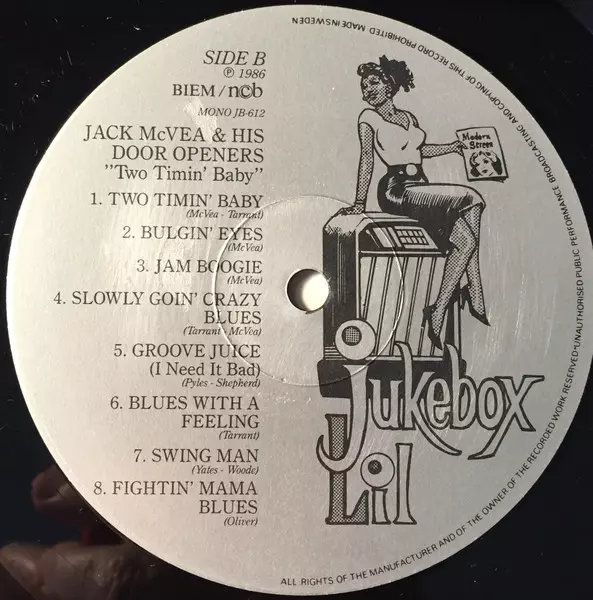 SIDE B
℗ 1986
BIEM / ncb
MONO JB-612
JACK McVEA & HIS
DOOR OPENERS
"Two Timin' Baby"
1. TWO TIMIN' BABY
(McVea - Tarrant)
2. BULGIN' EYES
(McVea)
3. JAM BOOGIE
(McVea)
4. SLOWLY GOIN' CRAZY
BLUES
(Tarrant - McVea)
5. GROOVE JUICE
(I Need It Bad)
(Pyles - Shepherd)
6. BLUES WITH A
FEELING
(Tarrant)
7. SWING MAN
(Yates - Woode)
8. FIGHTIN' MAMA
BLUES
(Oliver)
Modern
Screen
Jukebox
Lil
ALL RIGHTS OF THE MANUFACTURER AND OF THE OWNER OF THE RECORDED WORK RESERVED•UNAUTHORISED PUBLIC PERFORMANCE BROADCASTING AND COPYING OF THIS RECORD PROHIBITED MADE IN SWEDEN